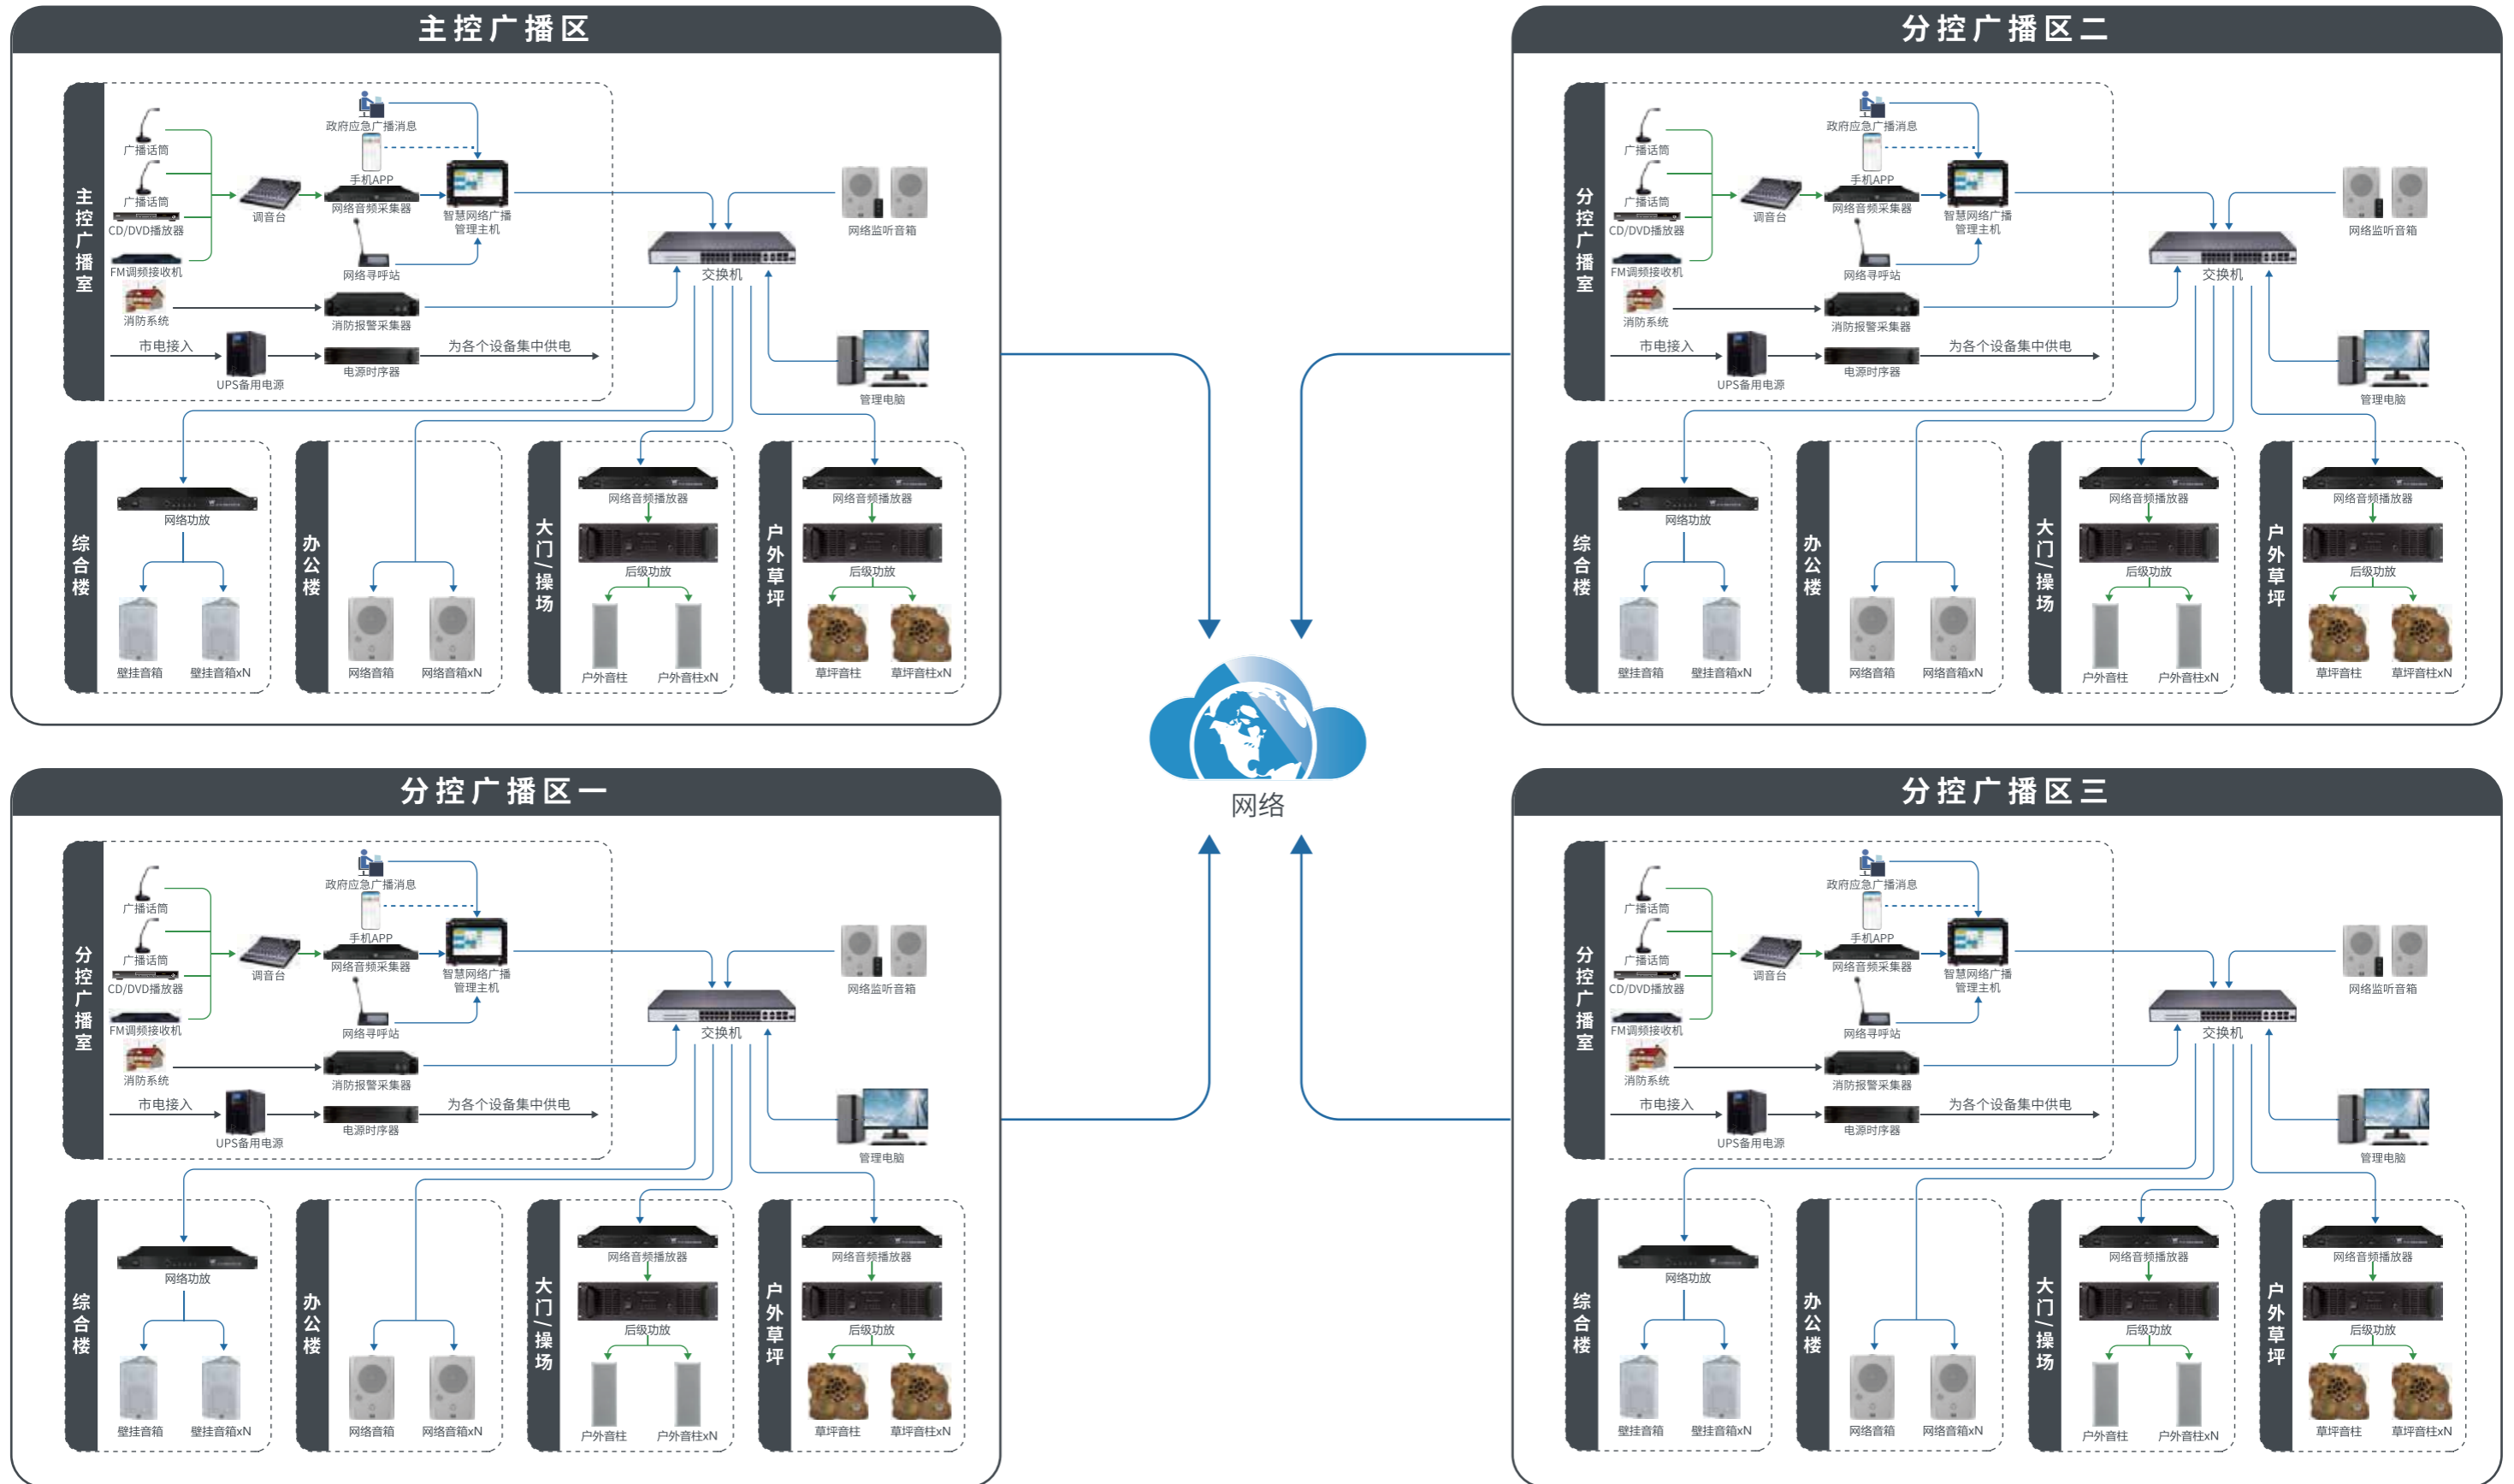 主控广播区
主控广播室
广播话筒
广播话筒
CD/DVD播放器
FM调频接收机
调音台
政府应急广播消息
手机APP
网络音频采集器
网络寻呼站
智慧网络广播
管理主机
消防系统
消防报警采集器
市电接入
UPS备用电源
电源时序器
为各个设备集中供电
交换机
网络监听音箱
管理电脑
综合楼
网络功放
壁挂音箱
壁挂音箱xN
办公楼
网络音箱
网络音箱xN
大门/操场
网络音频播放器
后级功放
户外音柱
户外音柱xN
户外草坪
网络音频播放器
后级功放
草坪音柱
草坪音柱xN
分控广播区二
分控广播室
广播话筒
广播话筒
CD/DVD播放器
FM调频接收机
调音台
政府应急广播消息
手机APP
网络音频采集器
网络寻呼站
智慧网络广播
管理主机
消防系统
消防报警采集器
市电接入
UPS备用电源
电源时序器
为各个设备集中供电
交换机
网络监听音箱
管理电脑
综合楼
网络功放
壁挂音箱
壁挂音箱xN
办公楼
网络音箱
网络音箱xN
大门/操场
网络音频播放器
后级功放
户外音柱
户外音柱xN
户外草坪
网络音频播放器
后级功放
草坪音柱
草坪音柱xN
网络
分控广播区一
分控广播室
广播话筒
广播话筒
CD/DVD播放器
FM调频接收机
调音台
政府应急广播消息
手机APP
网络音频采集器
网络寻呼站
智慧网络广播
管理主机
消防系统
消防报警采集器
市电接入
UPS备用电源
电源时序器
为各个设备集中供电
交换机
网络监听音箱
管理电脑
综合楼
网络功放
壁挂音箱
壁挂音箱xN
办公楼
网络音箱
网络音箱xN
大门/操场
网络音频播放器
后级功放
户外音柱
户外音柱xN
户外草坪
网络音频播放器
后级功放
草坪音柱
草坪音柱xN
分控广播区三
分控广播室
广播话筒
广播话筒
CD/DVD播放器
FM调频接收机
调音台
政府应急广播消息
手机APP
网络音频采集器
网络寻呼站
智慧网络广播
管理主机
消防系统
消防报警采集器
市电接入
UPS备用电源
电源时序器
为各个设备集中供电
交换机
网络监听音箱
管理电脑
综合楼
网络功放
壁挂音箱
壁挂音箱xN
办公楼
网络音箱
网络音箱xN
大门/操场
网络音频播放器
后级功放
户外音柱
户外音柱xN
户外草坪
网络音频播放器
后级功放
草坪音柱
草坪音柱xN